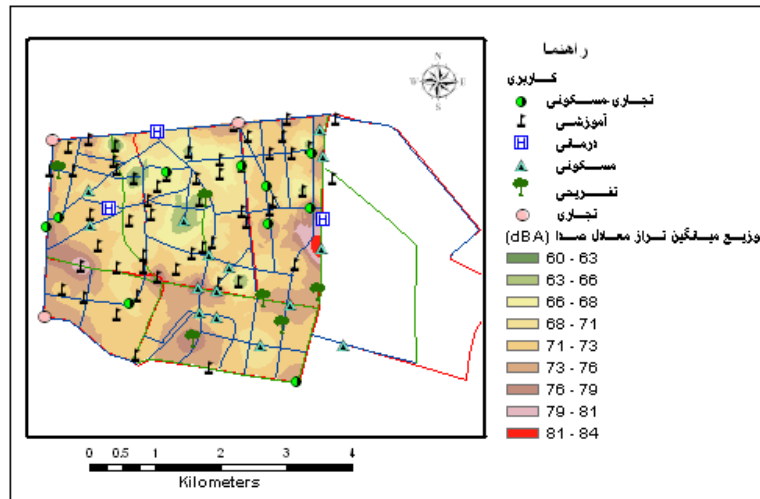 N
W E
S
راهنما
کاربری
تجاری-مسکونی
آموزشی
درمانی
H
مسکونی
تفریحی
تجاری
توزیع میانگین تراز معادل صدا (dBA)
60 - 63
63 - 66
66 - 68
68 - 71
71 - 73
73 - 76
76 - 79
79 - 81
81 - 84
H
H
H
0 0.5 1 2 3 4
Kilometers